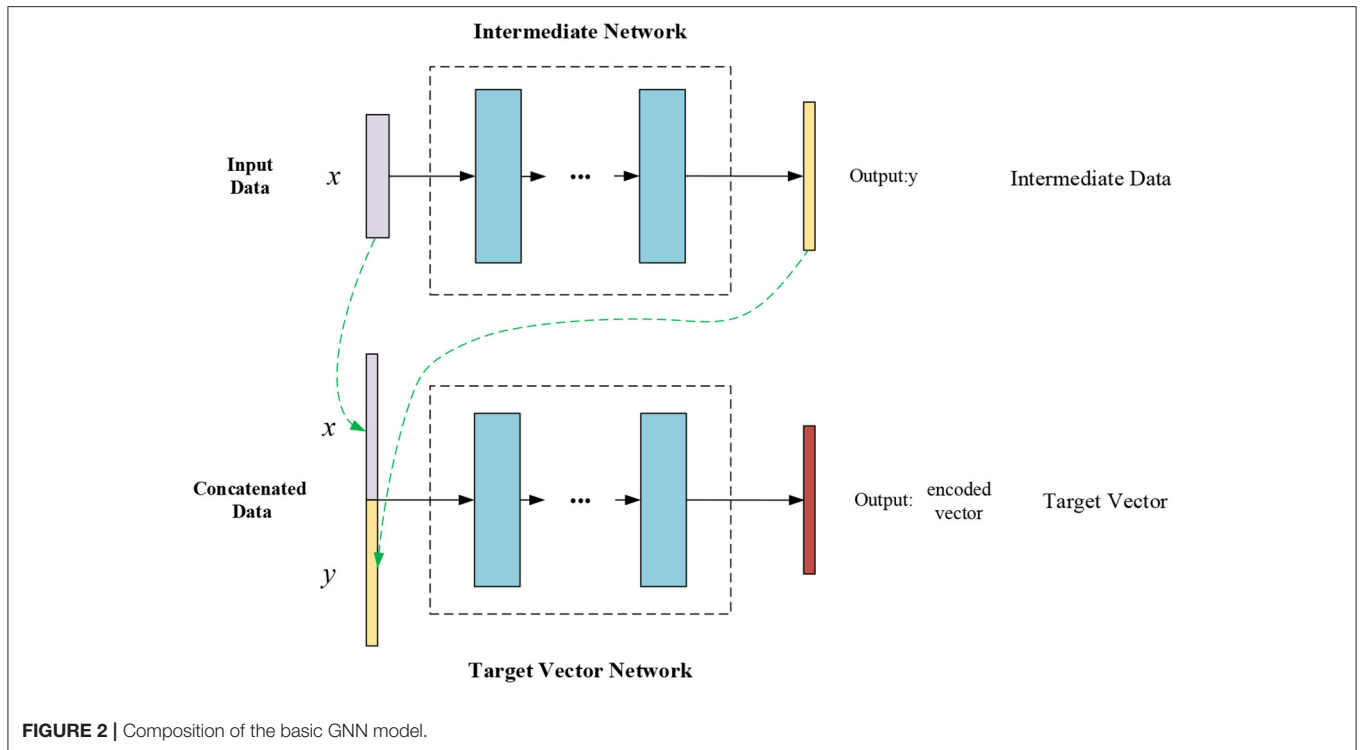 Intermediate Network
Input
Data
x
...
Output:y
Intermediate Data
x
Concatenated
Data
y
...
Output:
encoded
vector
Target Vector
Target Vector Network
FIGURE 2 | Composition of the basic GNN model.